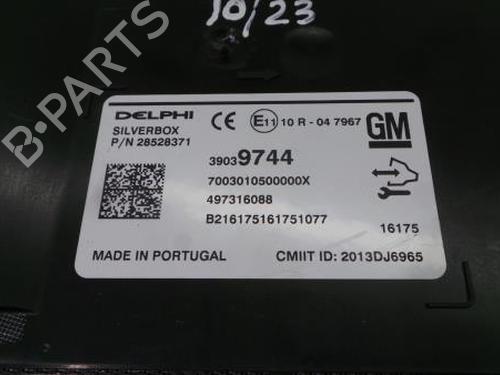 10/23
B-PARTS
DELPHI
SILVERBOX
P/N 28528371
CE E11 10 R - 04 7967
GM
39039744
7003010500000X
497316088
B216175161751077
16175
MADE IN PORTUGAL
CMIIT ID: 2013DJ6965